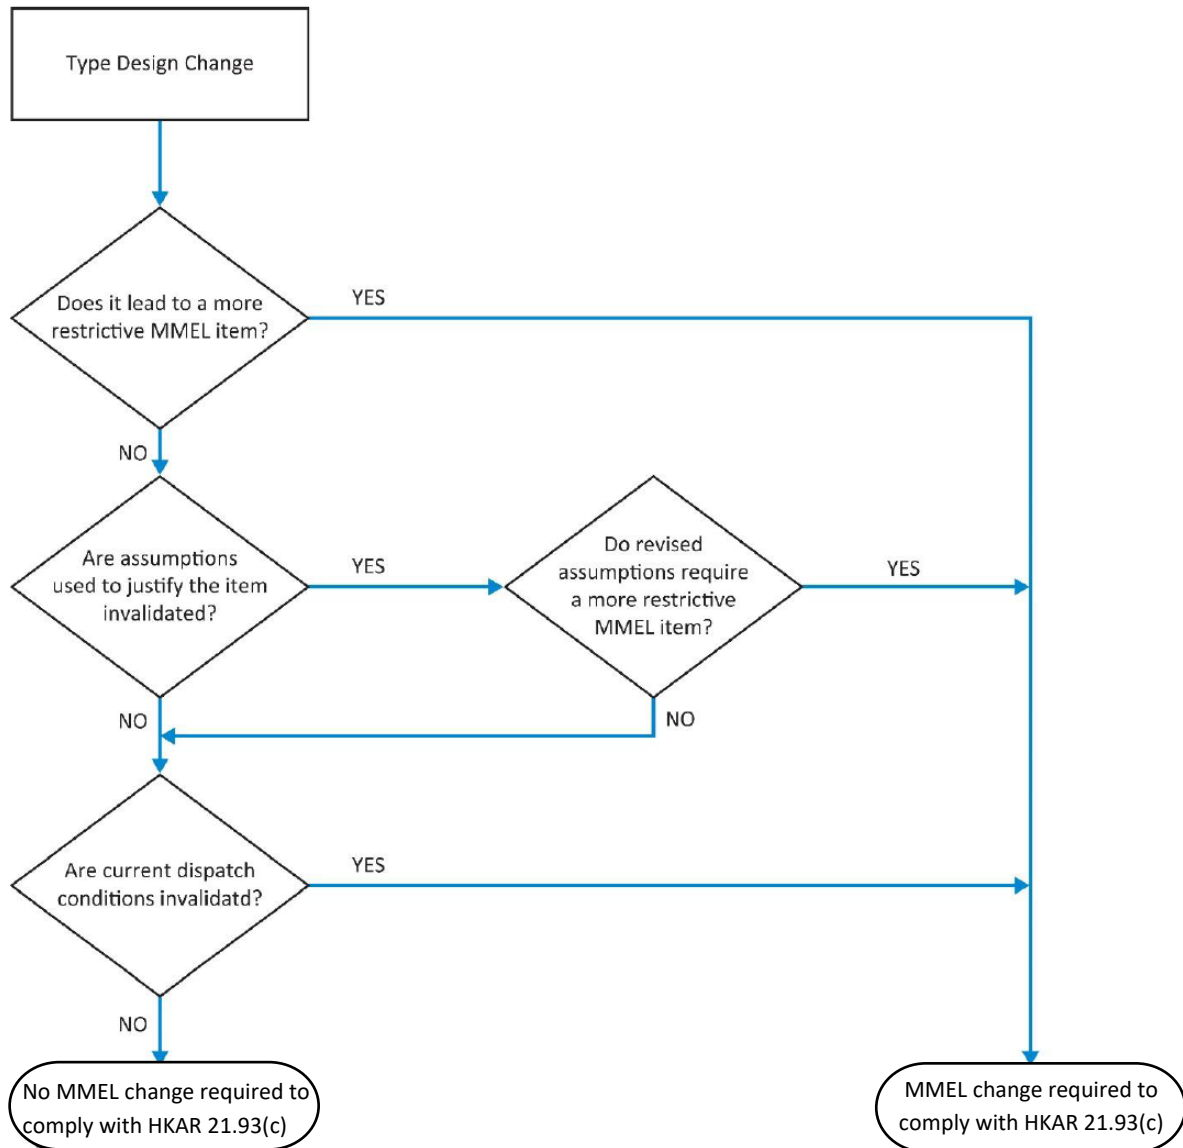 Type Design Change
Does it lead to a more
restrictive MMEL item?
YES
NO
Are assumptions
used to justify the item
invalidated?
YES
Do revised
assumptions require
a more restrictive
MMEL item?
YES
NO
NO
Are current dispatch
conditions invalidatd?
YES
NO
No MMEL change required to
comply with HKAR 21.93(c)
MMEL change required to
comply with HKAR 21.93(c)